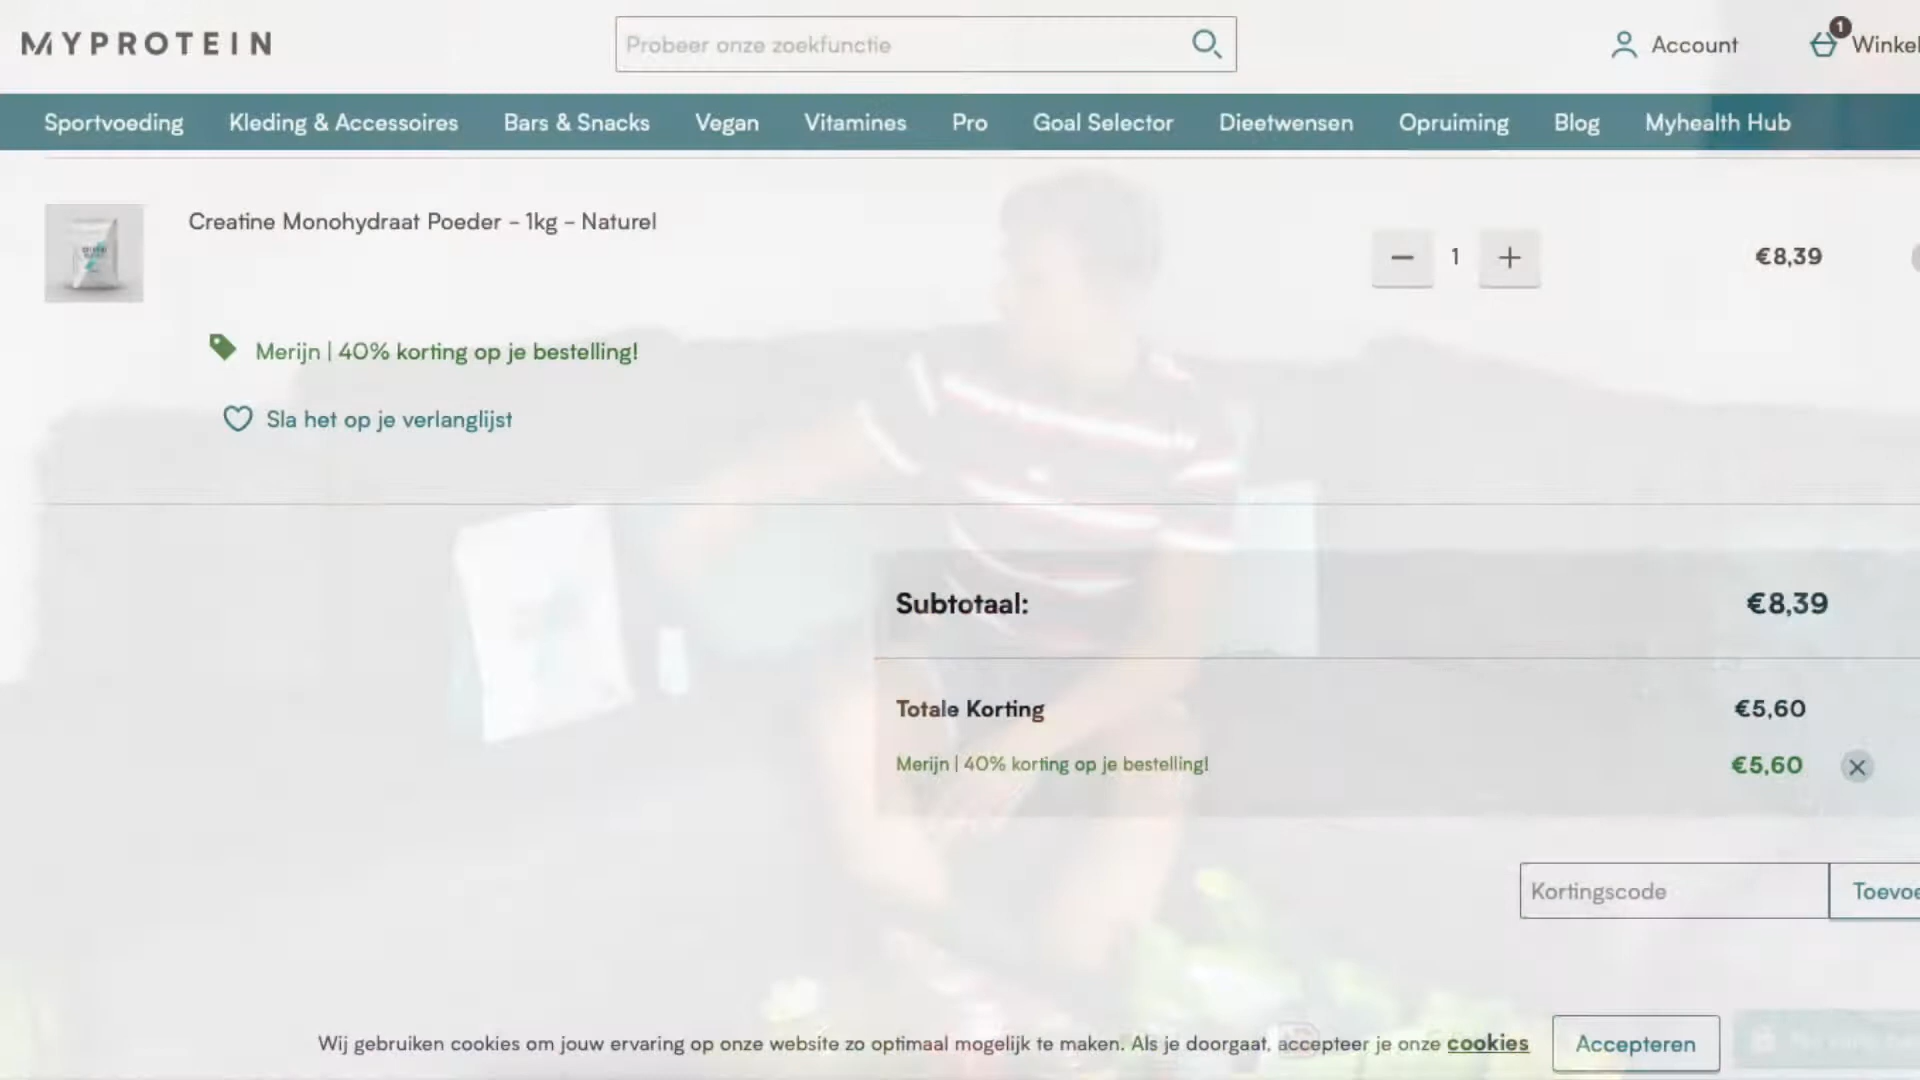 MYPROTEIN
Probeer onze zoekfunctie
Account
1
Winkel
Sportvoeding Kleding & Accessoires Bars & Snacks Vegan Vitamines Pro Goal Selector Dieetwensen Opruiming Blog Myhealth Hub
Creatine Monohydraat Poeder - 1kg - Naturel
1
€8,39
Merijn | 40% korting op je bestelling!
Sla het op je verlanglijst
Subtotaal: €8,39
Totale Korting €5,60
Merijn | 40% korting op je bestelling! €5,60
Kortingscode
Toevoe
Wij gebruiken cookies om jouw ervaring op onze website zo optimaal mogelijk te maken. Als je doorgaat, accepteer je onze cookies
Accepteren